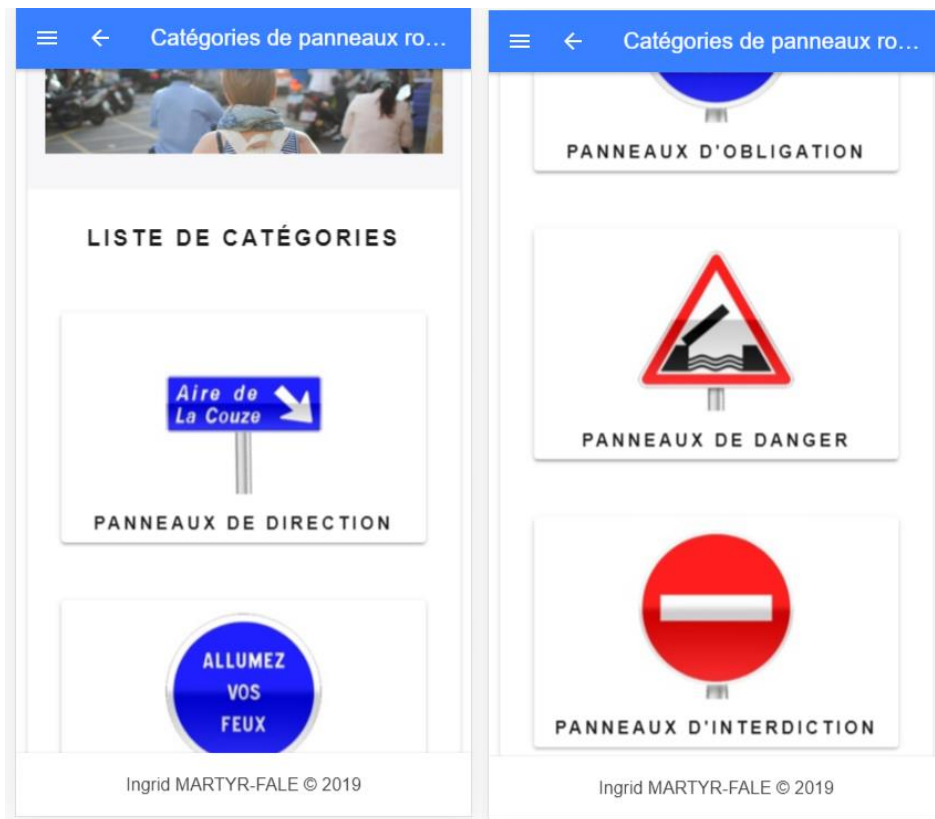 Catégories de panneaux ro...
LISTE DE CATÉGORIES
Aire de
La Couze
PANNEAUX DE DIRECTION
ALLUMEZ
VOS
FEUX
Ingrid MARTYR-FALE © 2019
Catégories de panneaux ro...
PANNEAUX D'OBLIGATION
PANNEAUX DE DANGER
PANNEAUX D'INTERDICTION
Ingrid MARTYR-FALE © 2019